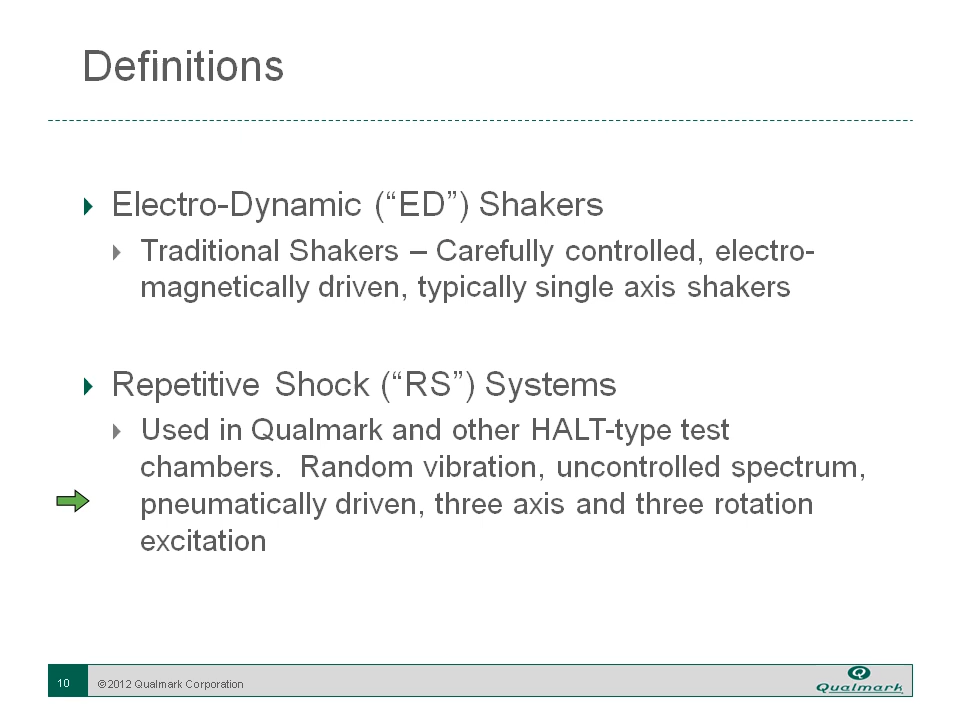 Definitions
Electro-Dynamic (“ED”) Shakers
Traditional Shakers – Carefully controlled, electro-
magnetically driven, typically single axis shakers
Repetitive Shock (“RS”) Systems
Used in Qualmark and other HALT-type test
chambers.  Random vibration, uncontrolled spectrum,
pneumatically driven, three axis and three rotation
excitation
10 ©2012 Qualmark Corporation
Qualmark